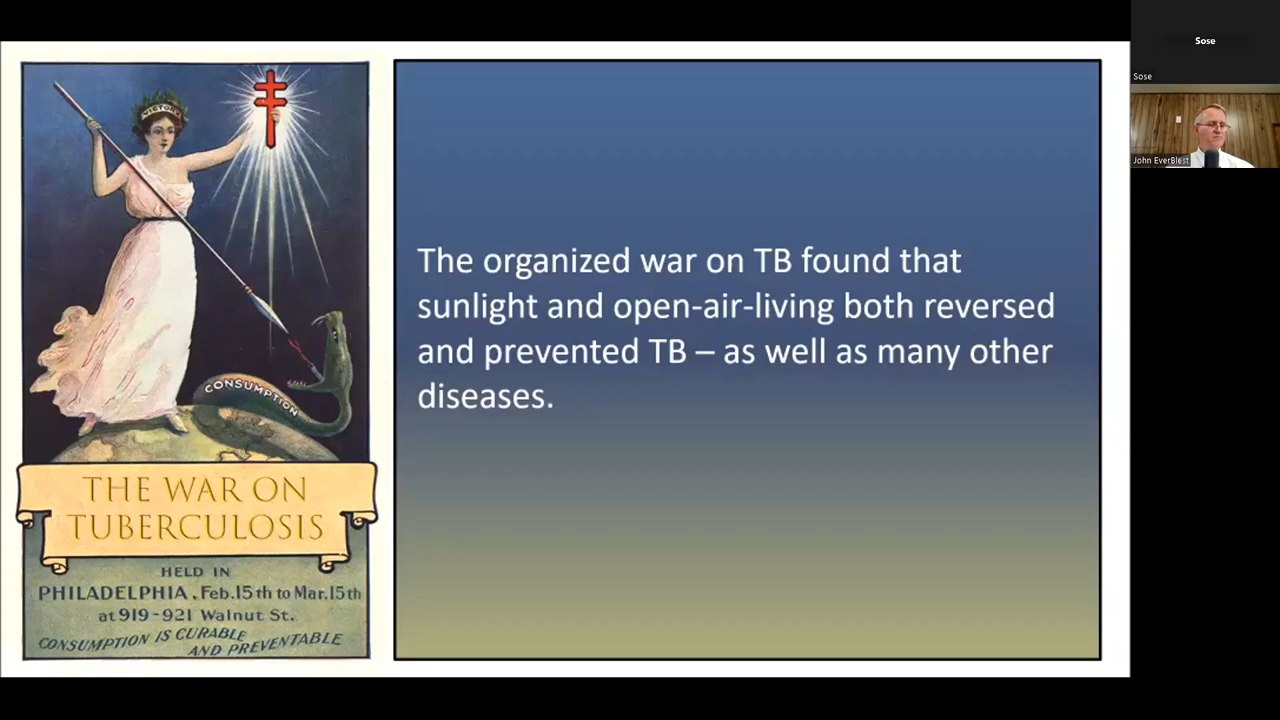 VICTORY
CONSUMPTION
THE WAR ON
TUBERCULOSIS
HELD IN
PHILADELPHIA, Feb. 15th to Mar. 15th
at 919-921 Walnut St.
CONSUMPTION IS CURABLE
AND PREVENTABLE
The organized war on TB found that
sunlight and open-air-living both reversed
and prevented TB – as well as many other
diseases.
Sose
Sose
John EverBlest